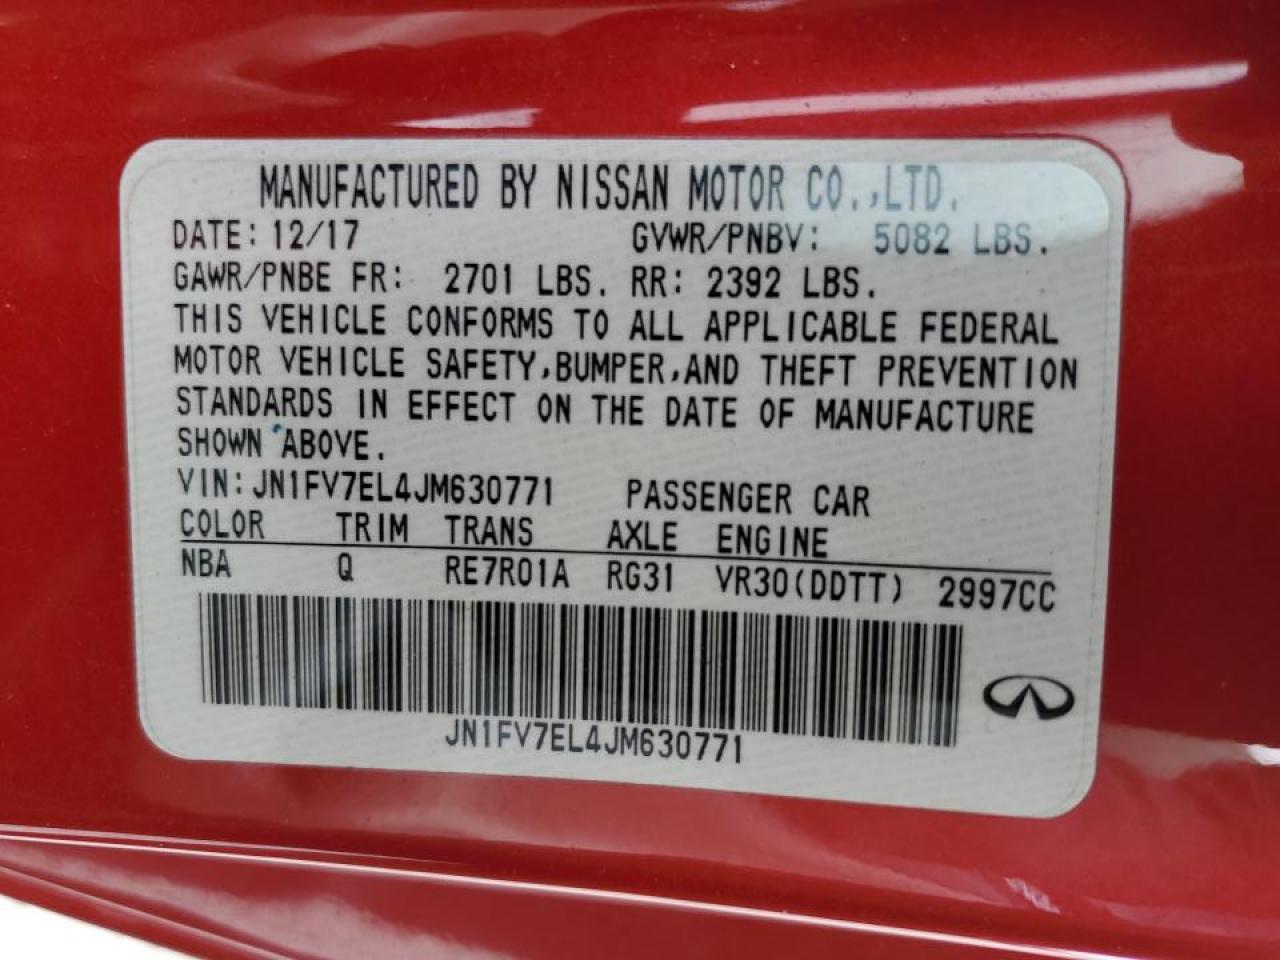 MANUFACTURED BY NISSAN MOTOR CO.,LTD.
DATE: 12/17 GVWR/PNBV: 5082 LBS.
GAWR/PNBE FR: 2701 LBS. RR: 2392 LBS.
THIS VEHICLE CONFORMS TO ALL APPLICABLE FEDERAL
MOTOR VEHICLE SAFETY,BUMPER,AND THEFT PREVENTION
STANDARDS IN EFFECT ON THE DATE OF MANUFACTURE
SHOWN ABOVE.
VIN:JN1FV7EL4JM630771 PASSENGER CAR
COLOR TRIM TRANS AXLE ENGINE
NBA Q RE7R01A RG31 VR30(DDTT) 2997CC
JN1FV7EL4JM630771